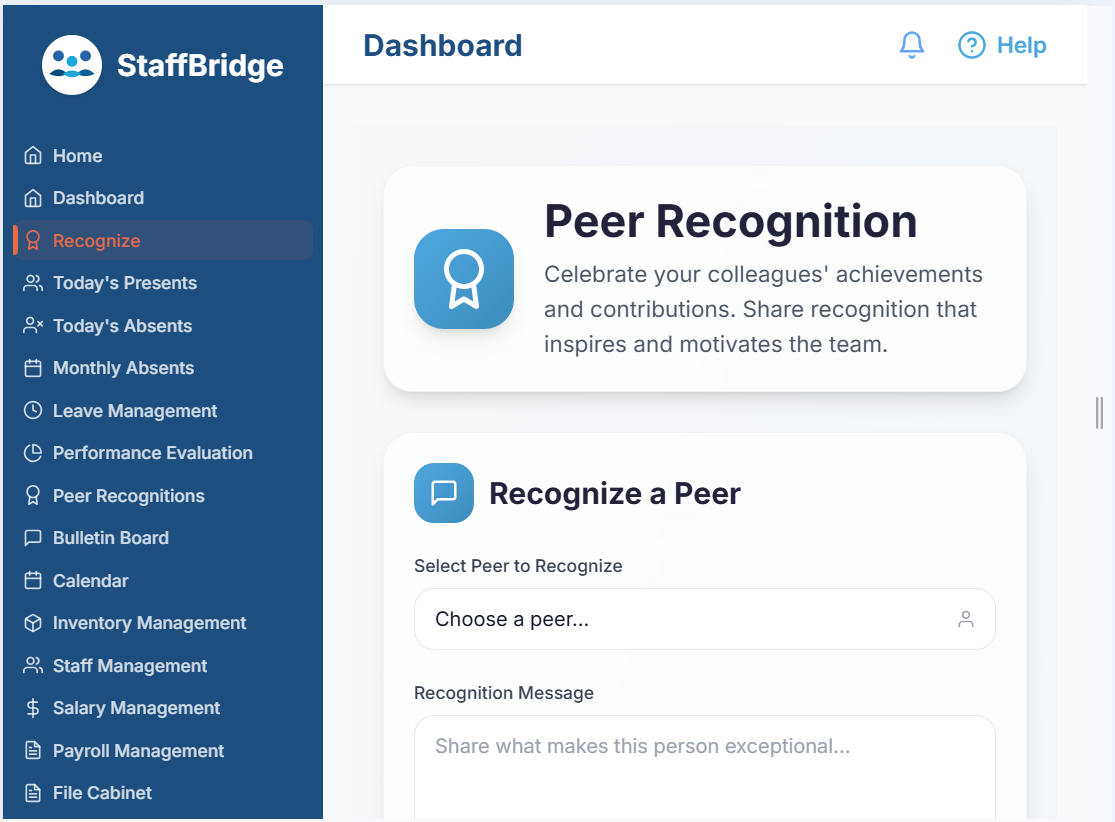 StaffBridge
Home
Dashboard
Recognize
Today's Presents
Today's Absents
Monthly Absents
Leave Management
Performance Evaluation
Peer Recognitions
Bulletin Board
Calendar
Inventory Management
Staff Management
Salary Management
Payroll Management
File Cabinet
Dashboard
Help
Peer Recognition
Celebrate your colleagues' achievements
and contributions. Share recognition that
inspires and motivates the team.
Recognize a Peer
Select Peer to Recognize
Choose a peer...
Recognition Message
Share what makes this person exceptional...